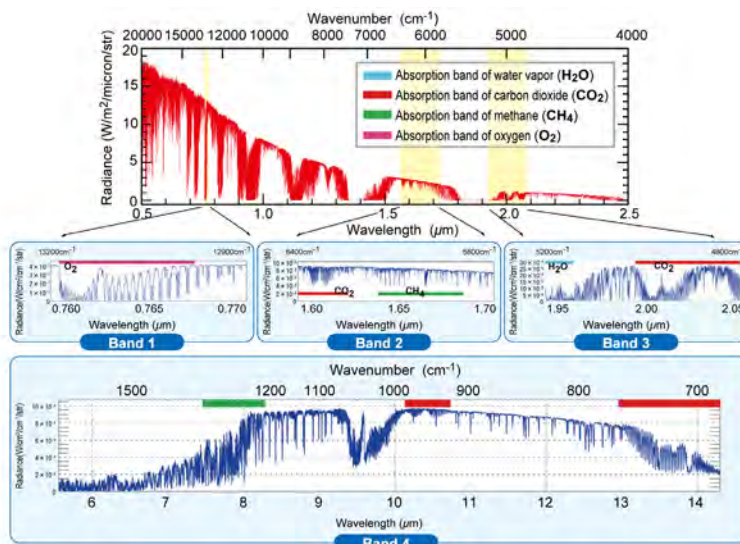 Wavenumber (cm⁻¹)
20000 15000 12000 10000 8000 7000 6000 5000 4000
Radiance (W/m²/micron/str)
20
15
10
5
0
Absorption band of water vapor (H₂O)
Absorption band of carbon dioxide (CO₂)
Absorption band of methane (CH₄)
Absorption band of oxygen (O₂)
0.5 1.0 1.5 2.0 2.5
Wavelength (μm)
13200cm⁻¹ 12900cm⁻¹
O₂
0.760 0.765 0.770
Wavelength (μm)
Band 1
6400cm⁻¹ 5800cm⁻¹
CO₂ CH₄
1.60 1.65 1.70
Wavelength (μm)
Band 2
5200cm⁻¹ 4800cm⁻¹
H₂O CO₂
1.95 2.00 2.05
Wavelength (μm)
Band 3
Wavenumber (cm⁻¹)
1500 1200 1100 1000 900 800 700
6 7 8 9 10 11 12 13 14
Wavelength (μm)
Band 4